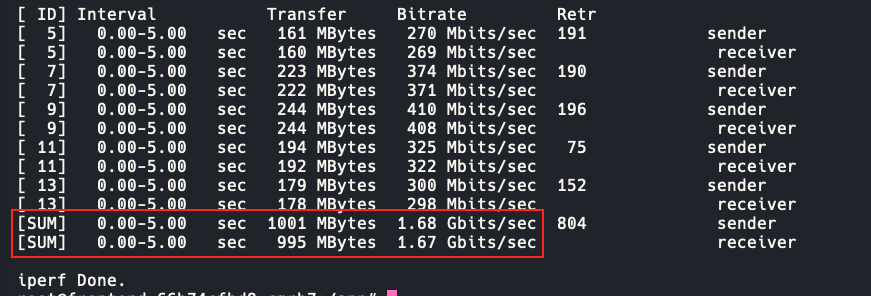 [ ID] Interval Transfer Bitrate Retr
[ 5] 0.00-5.00 sec 161 MBytes 270 Mbits/sec 191 sender
[ 5] 0.00-5.00 sec 160 MBytes 269 Mbits/sec receiver
[ 7] 0.00-5.00 sec 223 MBytes 374 Mbits/sec 190 sender
[ 7] 0.00-5.00 sec 222 MBytes 371 Mbits/sec receiver
[ 9] 0.00-5.00 sec 244 MBytes 410 Mbits/sec 196 sender
[ 9] 0.00-5.00 sec 244 MBytes 408 Mbits/sec receiver
[ 11] 0.00-5.00 sec 194 MBytes 325 Mbits/sec 75 sender
[ 11] 0.00-5.00 sec 192 MBytes 322 Mbits/sec receiver
[ 13] 0.00-5.00 sec 179 MBytes 300 Mbits/sec 152 sender
[ 13] 0.00-5.00 sec 178 MBytes 298 Mbits/sec receiver
[SUM] 0.00-5.00 sec 1001 MBytes 1.68 Gbits/sec 804 sender
[SUM] 0.00-5.00 sec 995 MBytes 1.67 Gbits/sec receiver
iperf Done.